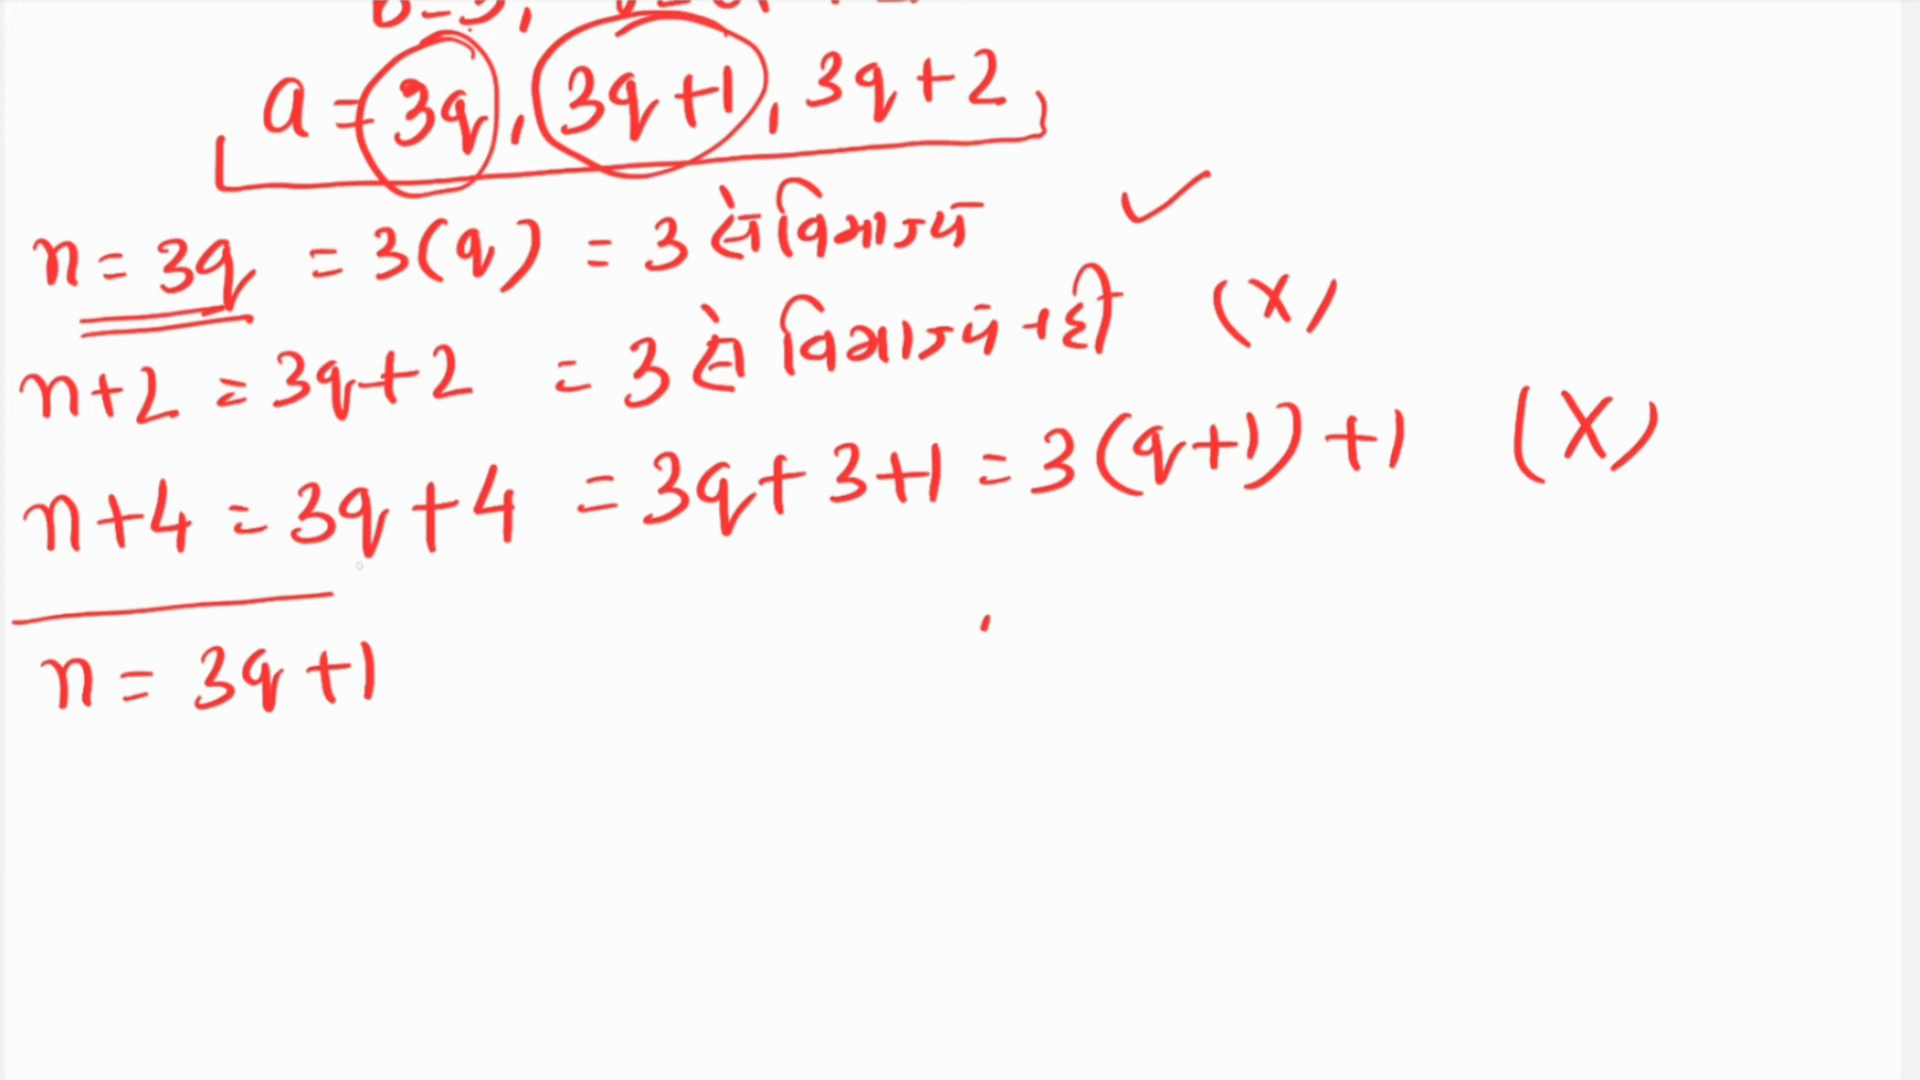 a = 3q, 3q+1, 3q+2
n = 3q = 3(q) = 3 से विभाज्य ✓
n+2 = 3q+2 = 3 से विभाज्य नहीं (X)
n+4 = 3q+4 = 3q+3+1 = 3(q+1)+1 (X)
n = 3q+1